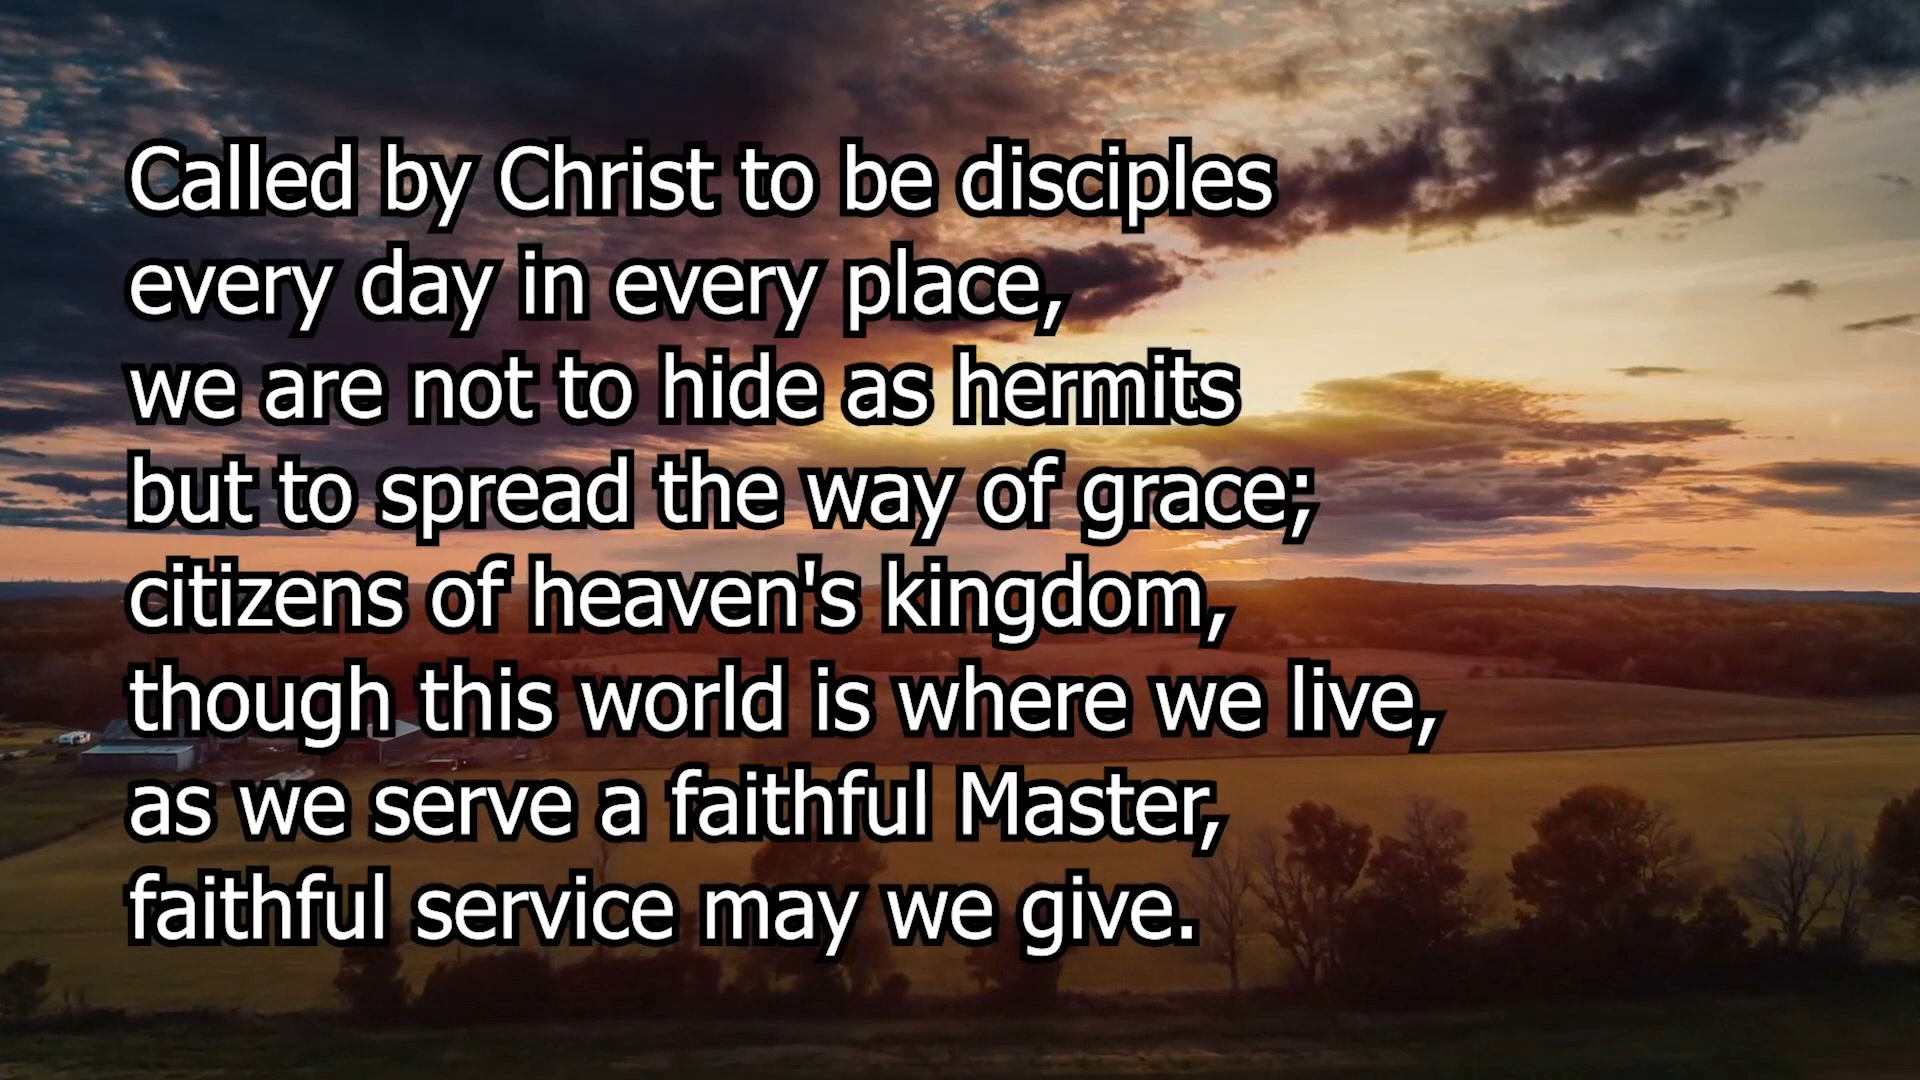 Called by Christ to be disciples
every day in every place,
we are not to hide as hermits
but to spread the way of grace;
citizens of heaven's kingdom,
though this world is where we live,
as we serve a faithful Master,
faithful service may we give.